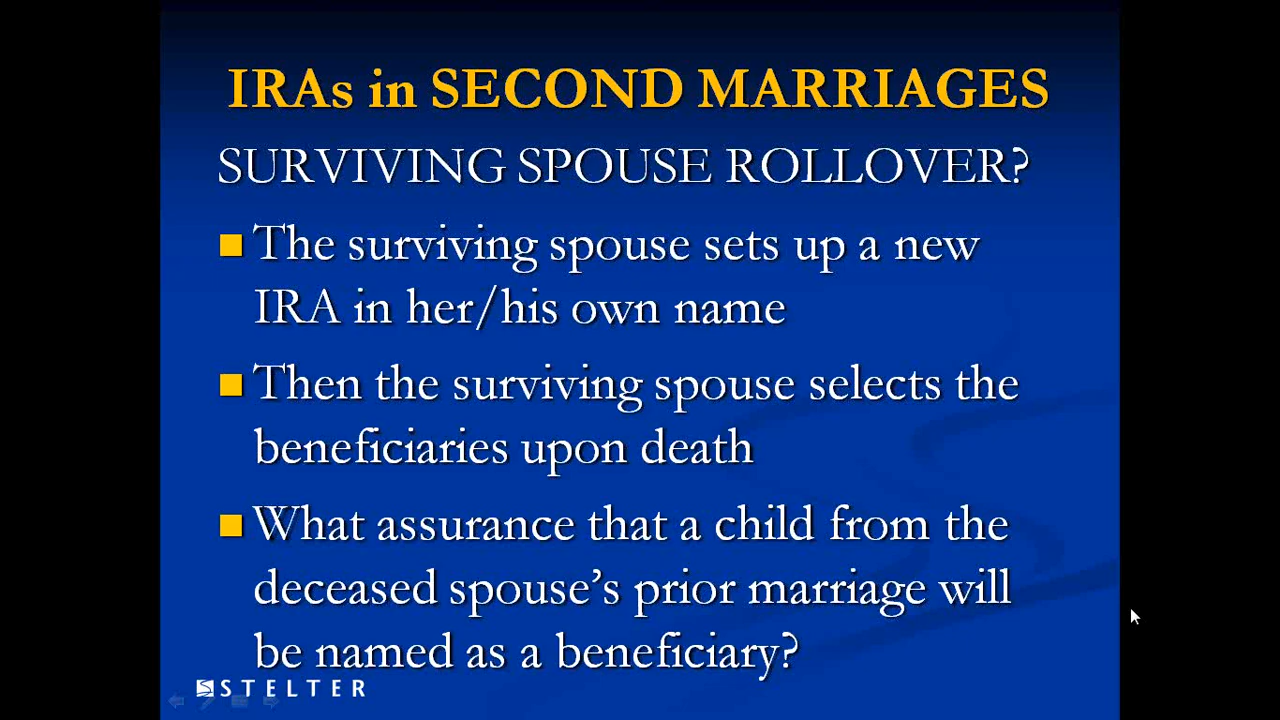 IRAs in SECOND MARRIAGES
SURVIVING SPOUSE ROLLOVER?
The surviving spouse sets up a new
IRA in her/his own name
Then the surviving spouse selects the
beneficiaries upon death
What assurance that a child from the
deceased spouse’s prior marriage will
be named as a beneficiary?
STELTER